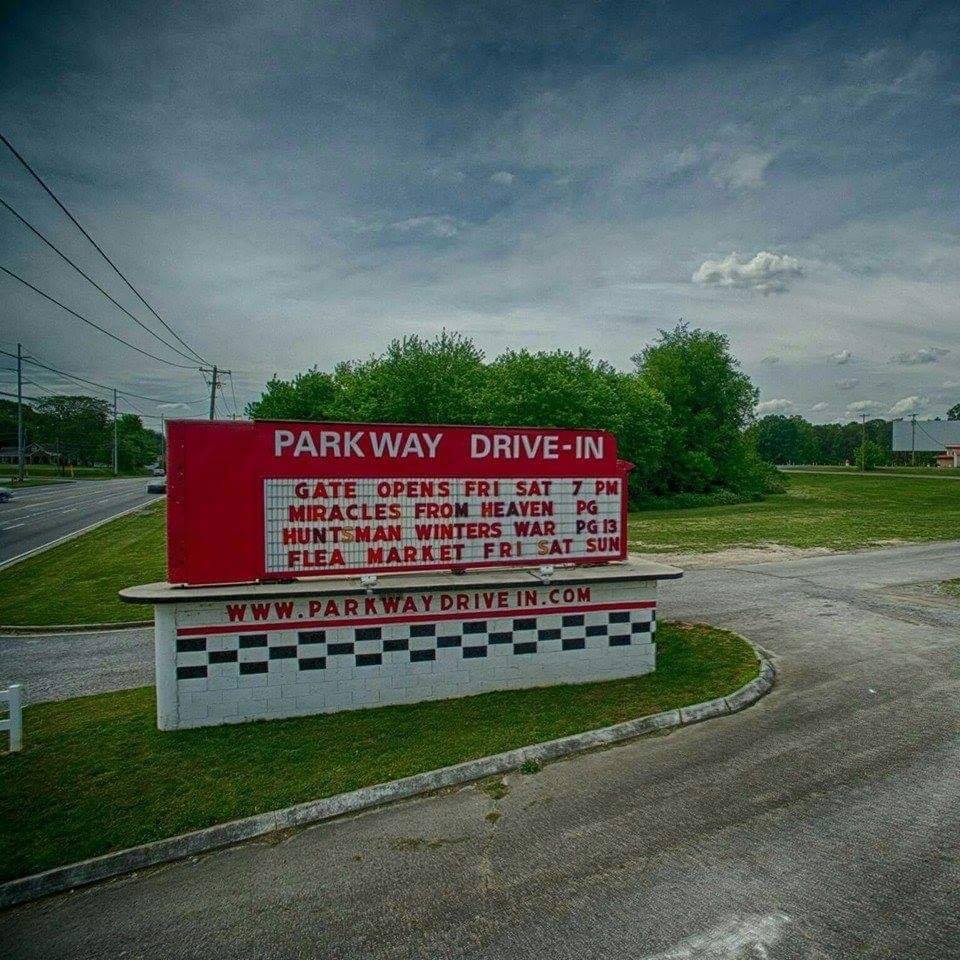 PARKWAY DRIVE-IN
GATE OPENS FRI SAT 7 PM
MIRACLES FROM HEAVEN PG
HUNTSMAN WINTERS WAR PG13
FLEA MARKET FRI SAT SUN
WWW.PARKWAYDRIVEIN.COM